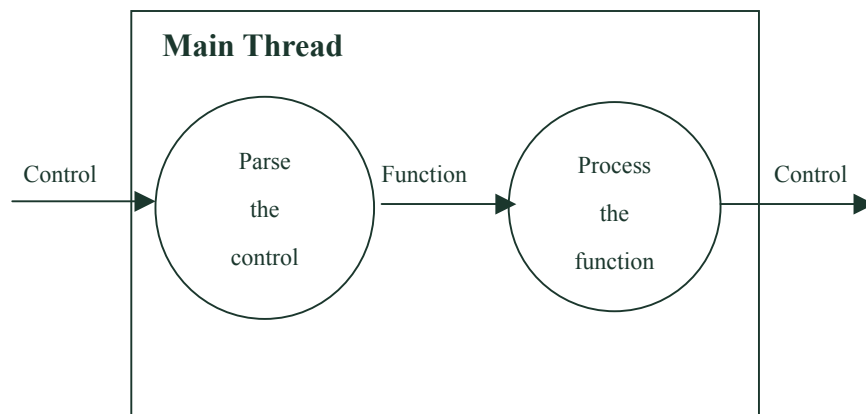 Main Thread
Control
Parse
the
control
Function
Process
the
function
Control